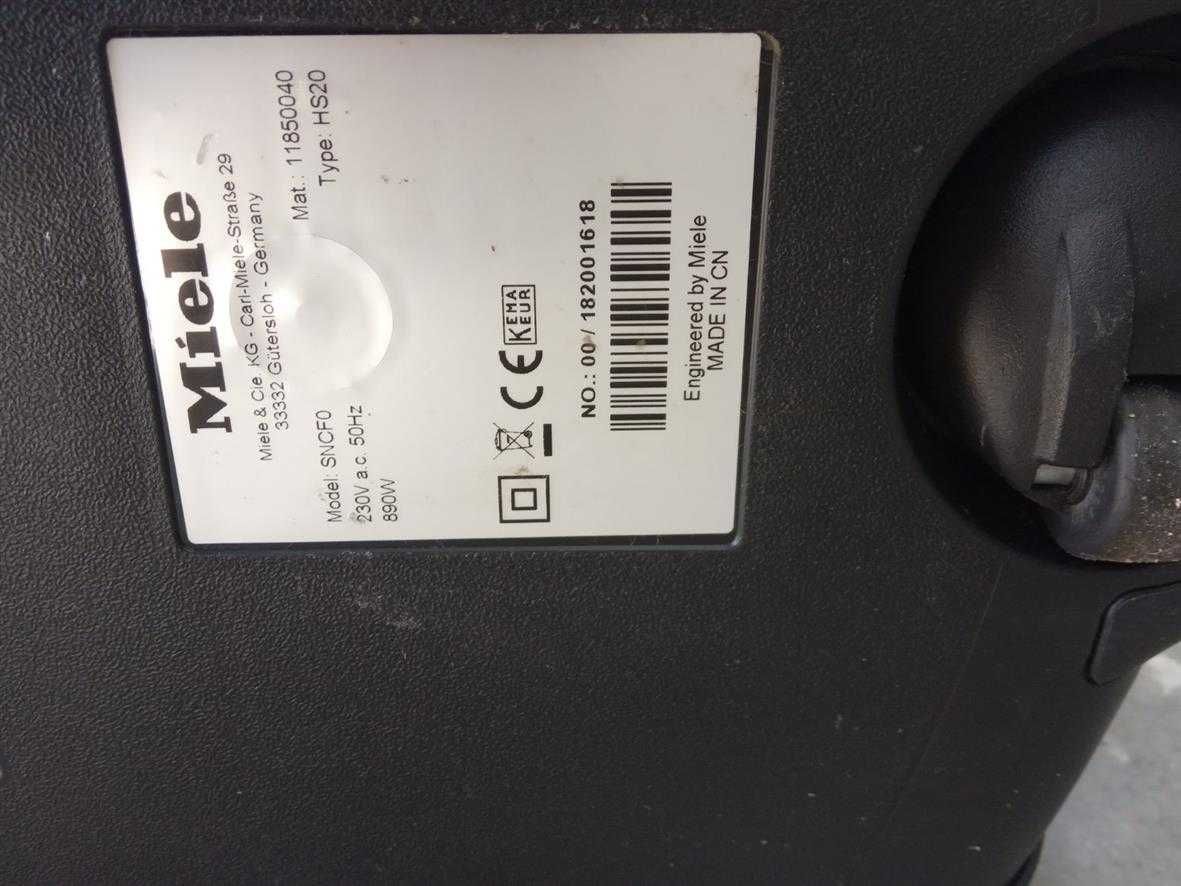 Miele
Miele & Cie. KG - Carl-Miele-Straße 29
33332 Gütersloh - Germany
Mat.: 11850040
Model: SNCF0
Type: HS20
230V a.c. 50Hz
890W
KEMA
KEUR
NO.: 00 / 182001618
Engineered by Miele
MADE IN CN